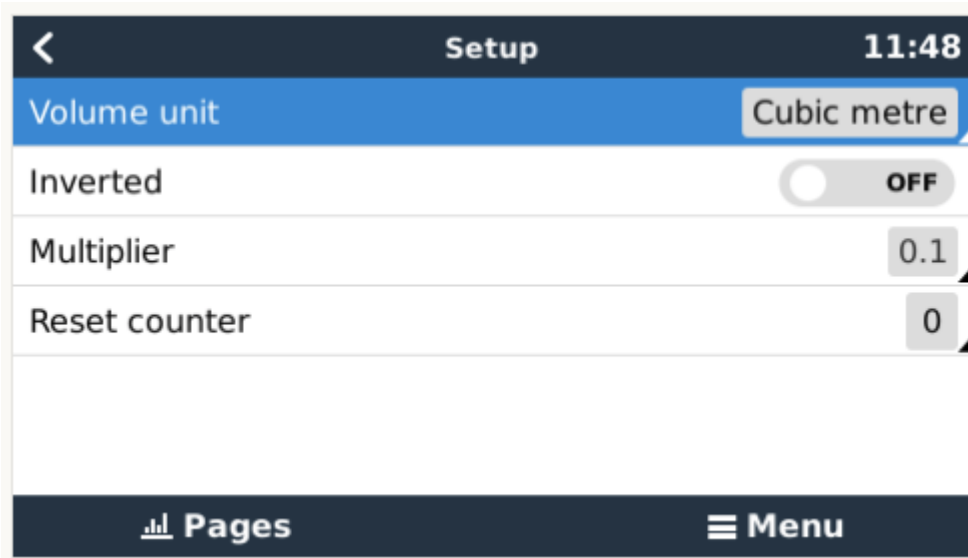 Setup 11:48
Volume unit Cubic metre
Inverted OFF
Multiplier 0.1
Reset counter 0
Pages Menu